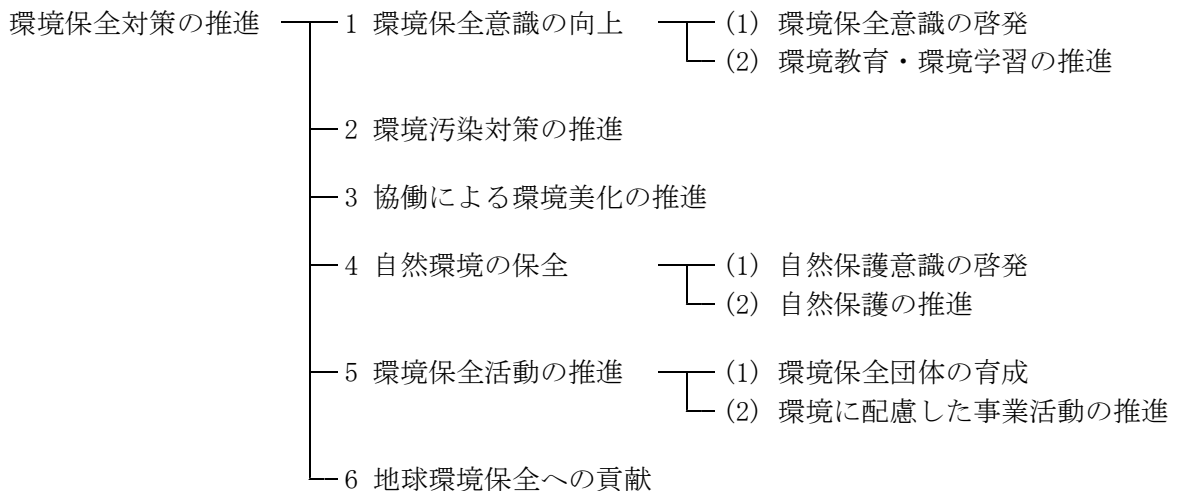 環境保全対策の推進 1 環境保全意識の向上 (1) 環境保全意識の啓発
(2) 環境教育・環境学習の推進
2 環境汚染対策の推進
3 協働による環境美化の推進
4 自然環境の保全 (1) 自然保護意識の啓発
(2) 自然保護の推進
5 環境保全活動の推進 (1) 環境保全団体の育成
(2) 環境に配慮した事業活動の推進
6 地球環境保全への貢献